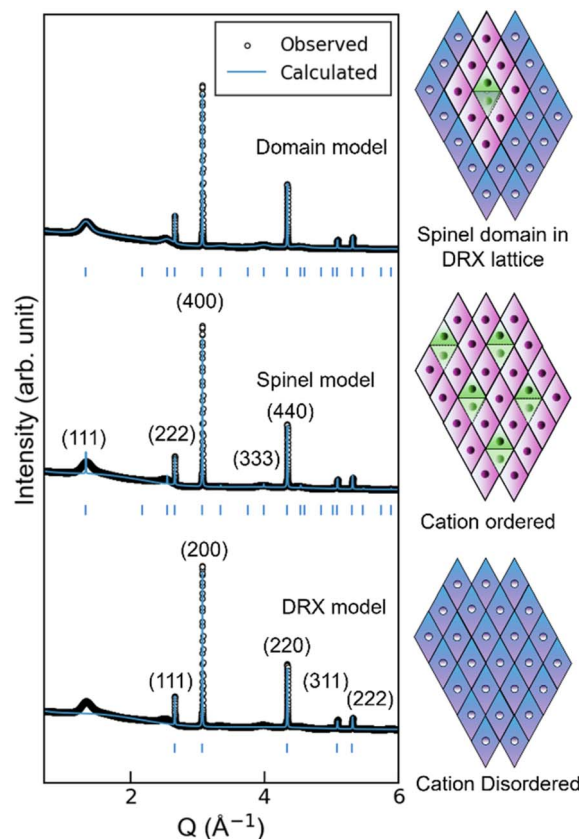 Observed
Calculated
Domain model
Spinel domain in
DRX lattice
(400)
Spinel model
(111)
(222)
(440)
(333)
Cation ordered
(200)
DRX model
(111)
(220)
(311)
(222)
Cation Disordered
Intensity (arb. unit)
2
4
6
Q (Å⁻¹)